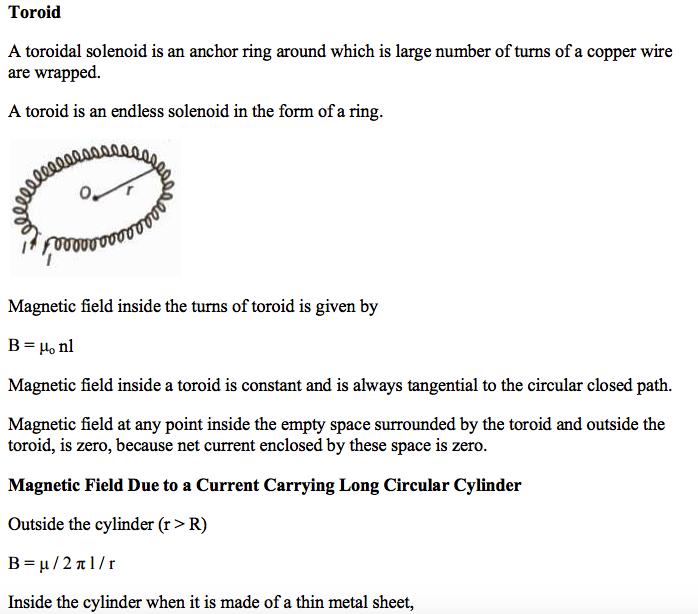 Toroid
A toroidal solenoid is an anchor ring around which is large number of turns of a copper wire
are wrapped.
A toroid is an endless solenoid in the form of a ring.
O
r
I
I
Magnetic field inside the turns of toroid is given by
B = μₒ nl
Magnetic field inside a toroid is constant and is always tangential to the circular closed path.
Magnetic field at any point inside the empty space surrounded by the toroid and outside the
toroid, is zero, because net current enclosed by these space is zero.
Magnetic Field Due to a Current Carrying Long Circular Cylinder
Outside the cylinder (r > R)
B = μ / 2 π l / r
Inside the cylinder when it is made of a thin metal sheet,